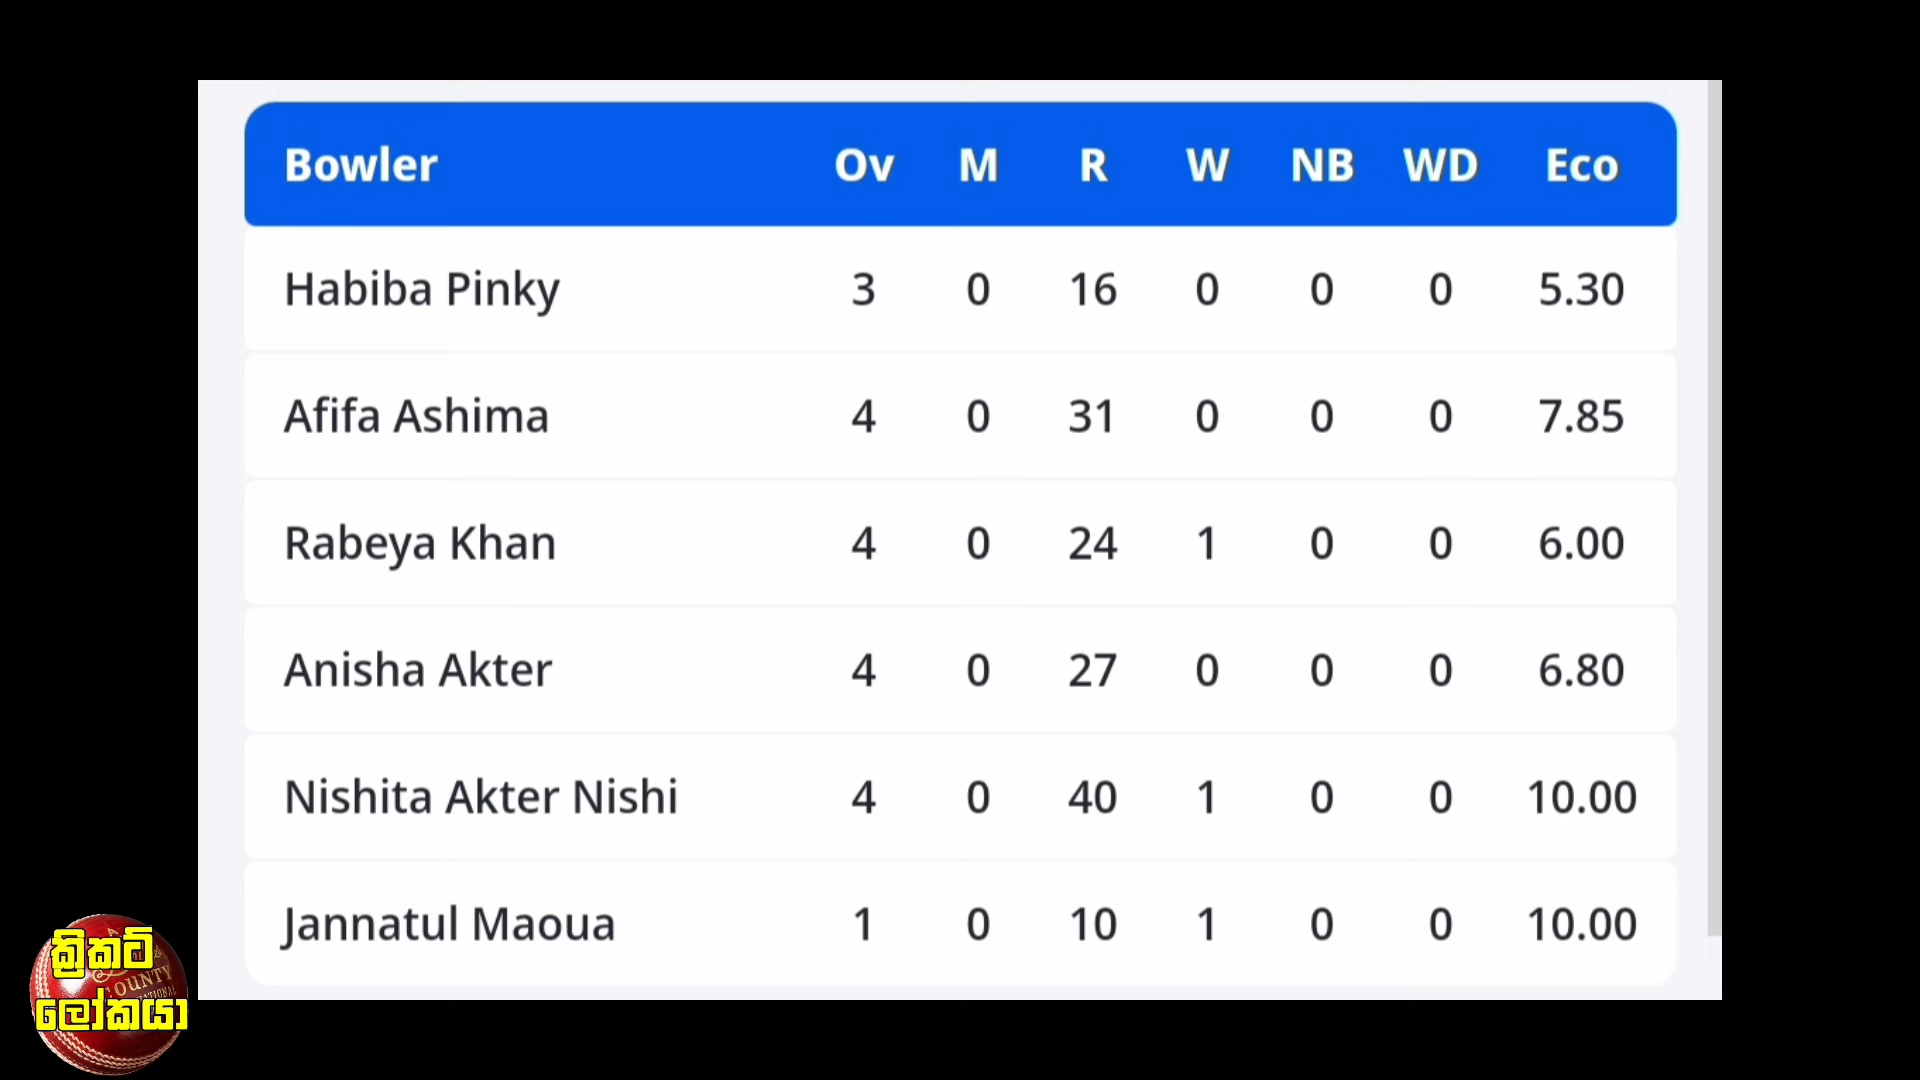 Bowler Ov M R W NB WD Eco
Habiba Pinky 3 0 16 0 0 0 5.30
Afifa Ashima 4 0 31 0 0 0 7.85
Rabeya Khan 4 0 24 1 0 0 6.00
Anisha Akter 4 0 27 0 0 0 6.80
Nishita Akter Nishi 4 0 40 1 0 0 10.00
Jannatul Maoua 1 0 10 1 0 0 10.00
ක්‍රිකට්
COUNTY
ලෝකයා